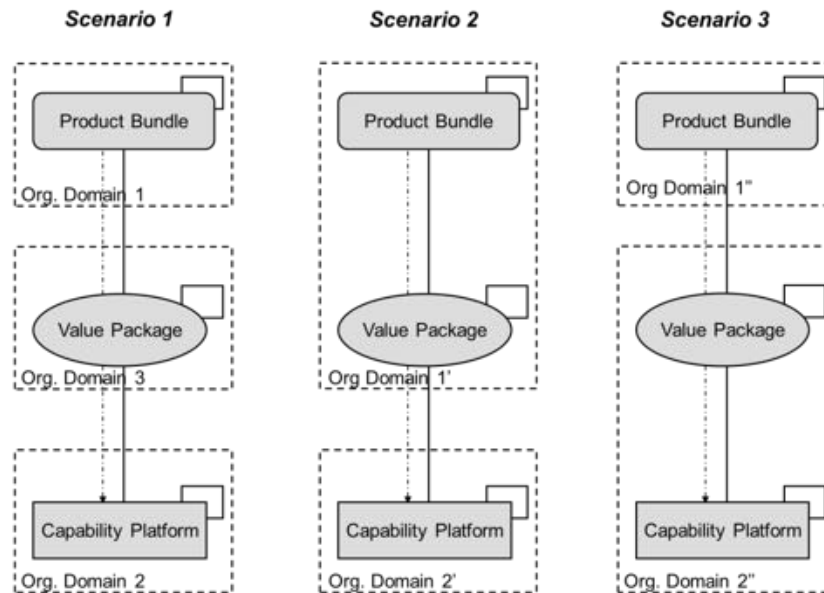 Scenario 1
Scenario 2
Scenario 3
Product Bundle
Org. Domain 1
Value Package
Org. Domain 3
Capability Platform
Org. Domain 2
Product Bundle
Value Package
Org Domain 1'
Capability Platform
Org. Domain 2'
Product Bundle
Org Domain 1"
Value Package
Capability Platform
Org. Domain 2"